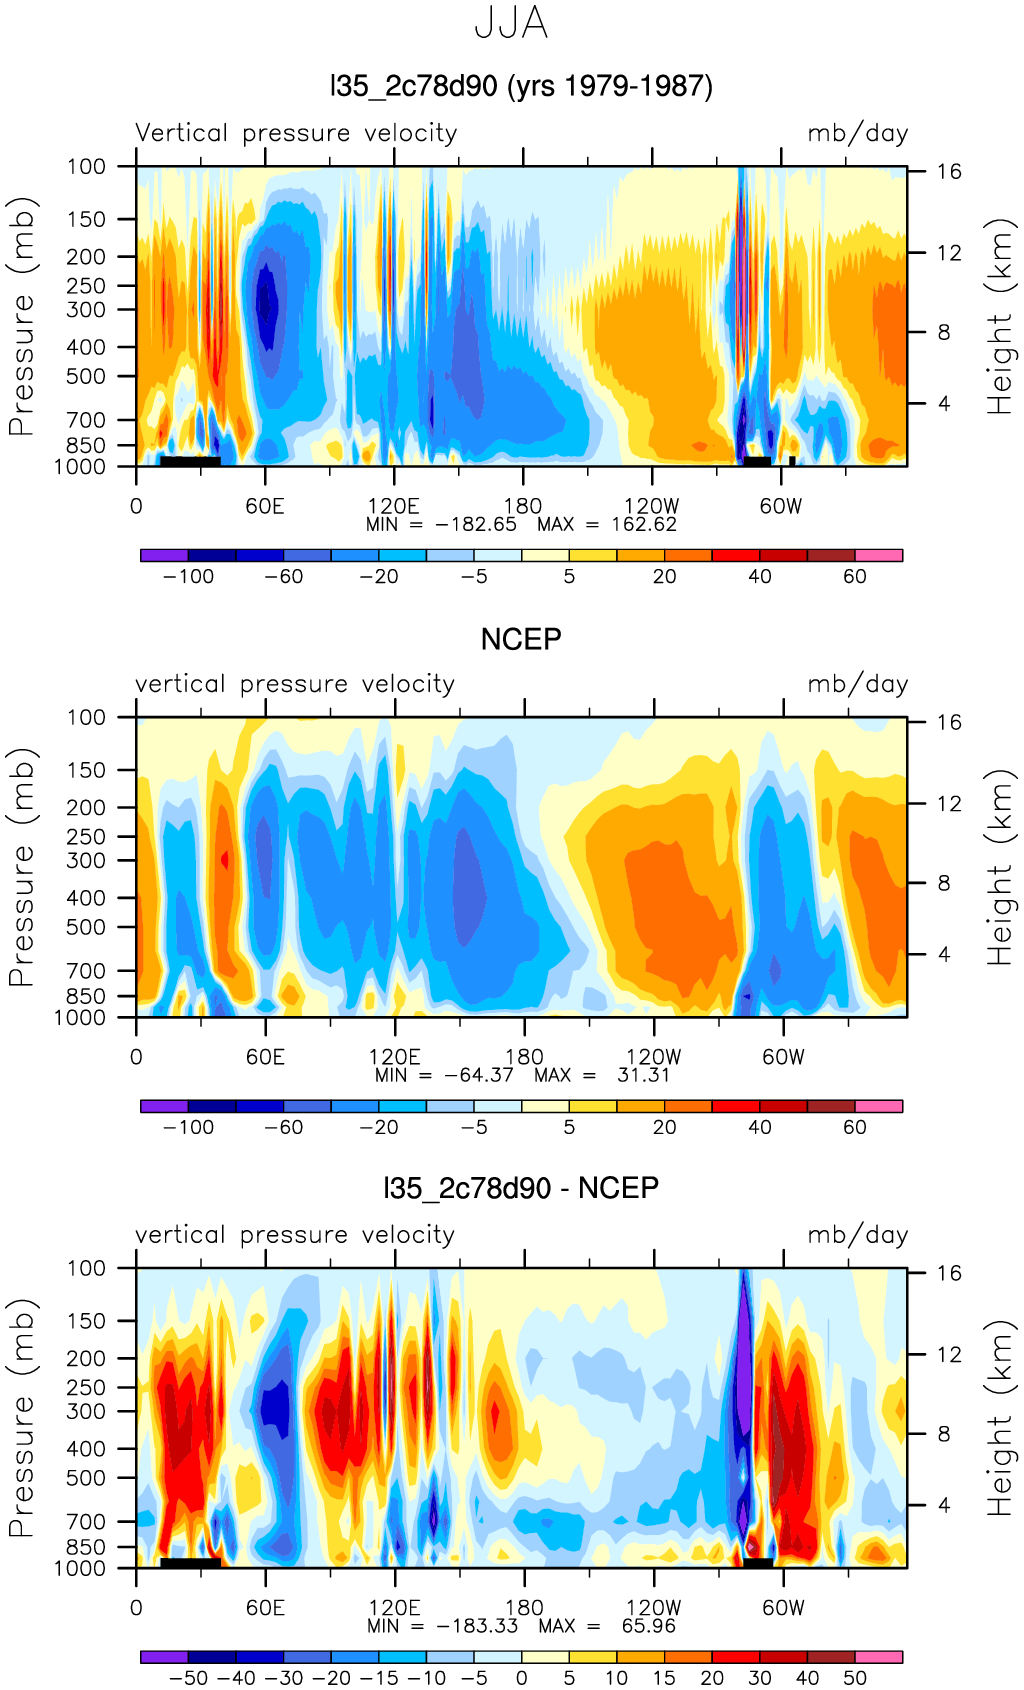 JJA
l35_2c78d90 (yrs 1979-1987)
Vertical pressure velocity mb/day
Pressure (mb)
Height (km)
100
150
200
250
300
400
500
700
850
1000
16
12
8
4
0 60E 120E 180 120W 60W
MIN = -182.65 MAX = 162.62
-100 -60 -20 -5 5 20 40 60
NCEP
vertical pressure velocity mb/day
Pressure (mb)
Height (km)
100
150
200
250
300
400
500
700
850
1000
16
12
8
4
0 60E 120E 180 120W 60W
MIN = -64.37 MAX = 31.31
-100 -60 -20 -5 5 20 40 60
l35_2c78d90 - NCEP
vertical pressure velocity mb/day
Pressure (mb)
Height (km)
100
150
200
250
300
400
500
700
850
1000
16
12
8
4
0 60E 120E 180 120W 60W
MIN = -183.33 MAX = 65.96
-50 -40 -30 -20 -15 -10 -5 0 5 10 15 20 30 40 50